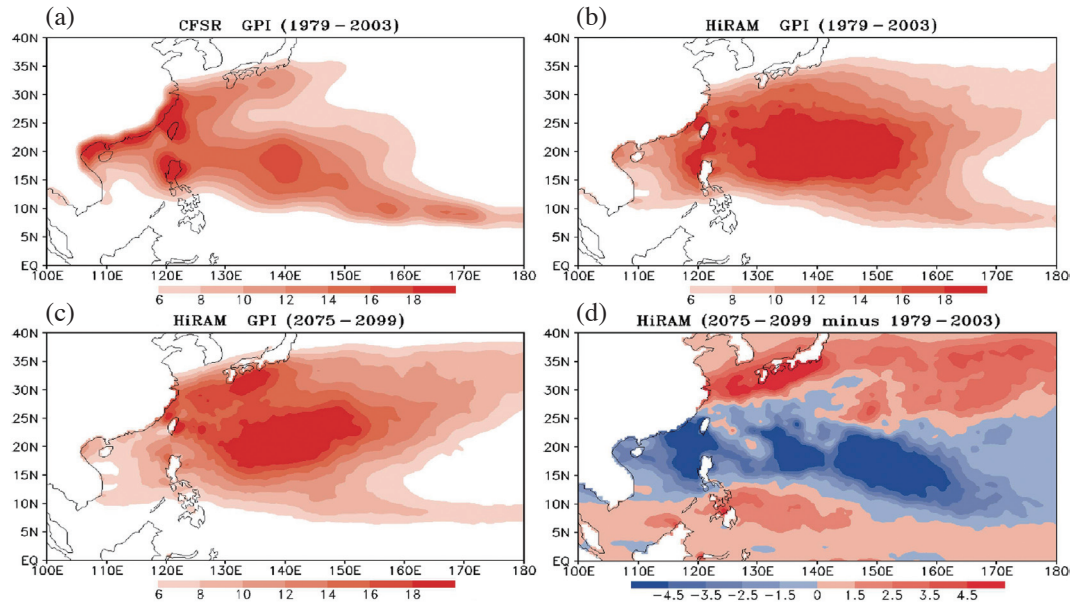 (a)
CFSR GPI (1979-2003)
40N
35N
30N
25N
20N
15N
10N
5N
EQ
100E 110E 120E 130E 140E 150E 160E 170E 180
6 8 10 12 14 16 18
(b)
HiRAM GPI (1979-2003)
40N
35N
30N
25N
20N
15N
10N
5N
EQ
100E 110E 120E 130E 140E 150E 160E 170E 180
6 8 10 12 14 16 18
(c)
HiRAM GPI (2075-2099)
40N
35N
30N
25N
20N
15N
10N
5N
EQ
100E 110E 120E 130E 140E 150E 160E 170E 180
6 8 10 12 14 16 18
(d)
HiRAM (2075-2099 minus 1979-2003)
40N
35N
30N
25N
20N
15N
10N
5N
EQ
100E 110E 120E 130E 140E 150E 160E 170E 180
-4.5 -3.5 -2.5 -1.5 0 1.5 2.5 3.5 4.5